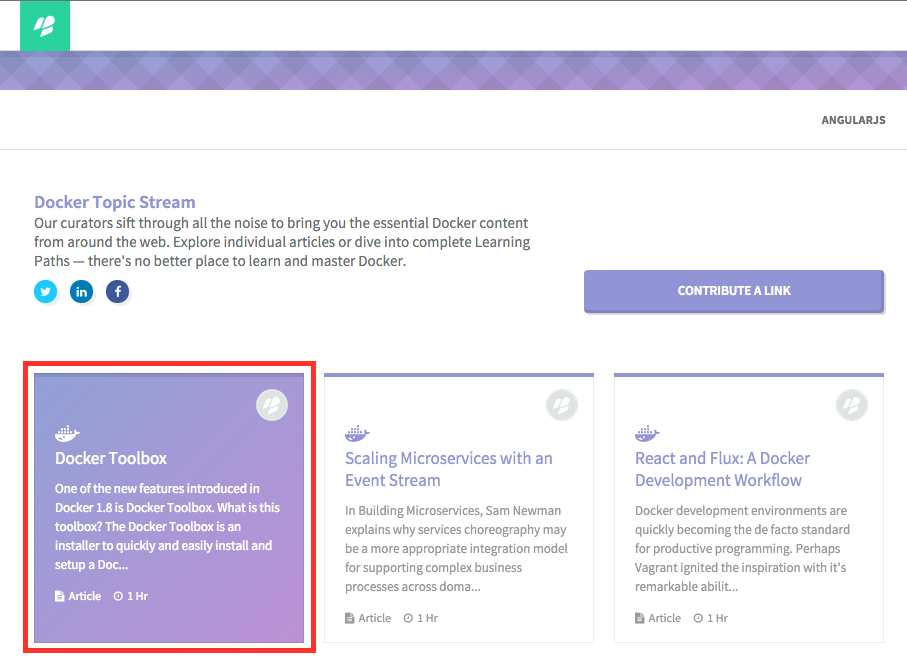 ANGULARJS
Docker Topic Stream
Our curators sift through all the noise to bring you the essential Docker content
from around the web. Explore individual articles or dive into complete Learning
Paths — there's no better place to learn and master Docker.
CONTRIBUTE A LINK
Docker Toolbox
One of the new features introduced in
Docker 1.8 is Docker Toolbox. What is this
toolbox? The Docker Toolbox is an
installer to quickly and easily install and
setup a Doc...
Article 1 Hr
Scaling Microservices with an
Event Stream
In Building Microservices, Sam Newman
explains why services choreography may
be a more appropriate integration model
for supporting complex business
processes across doma...
Article 1 Hr
React and Flux: A Docker
Development Workflow
Docker development environments are
quickly becoming the de facto standard
for productive programming. Perhaps
Vagrant ignited the inspiration with it's
remarkable abilit...
Article 1 Hr